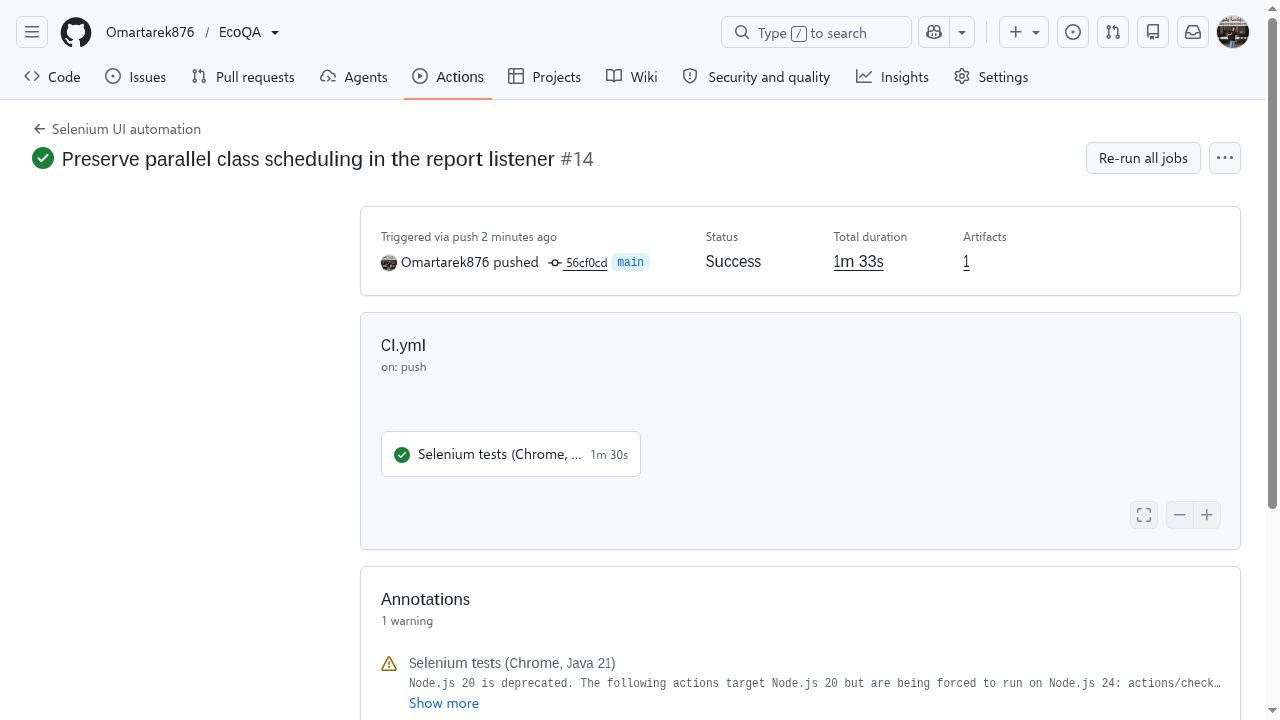 Omartarek876 / EcoQA
Type / to search
Code
Issues
Pull requests
Agents
Actions
Projects
Wiki
Security and quality
Insights
Settings
Selenium UI automation
Preserve parallel class scheduling in the report listener #14
Re-run all jobs
Triggered via push 2 minutes ago
Omartarek876 pushed 56cf0cd main
Status
Success
Total duration
1m 33s
Artifacts
1
CI.yml
on: push
Selenium tests (Chrome, ...
1m 30s
Annotations
1 warning
Selenium tests (Chrome, Java 21)
Node.js 20 is deprecated. The following actions target Node.js 20 but are being forced to run on Node.js 24: actions/check…
Show more